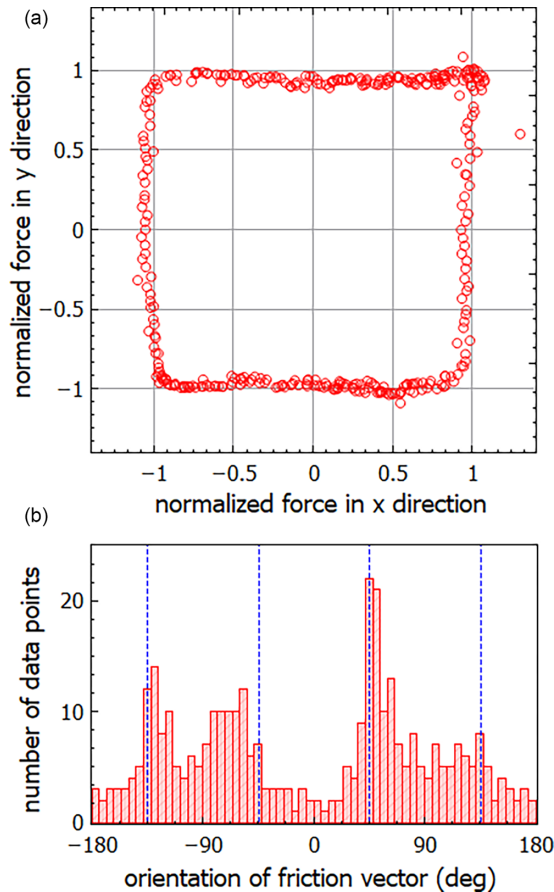 (a)
normalized force in y direction
1
0.5
0
−0.5
−1
−1 −0.5 0 0.5 1
normalized force in x direction
(b)
number of data points
20
10
0
−180 −90 0 90 180
orientation of friction vector (deg)